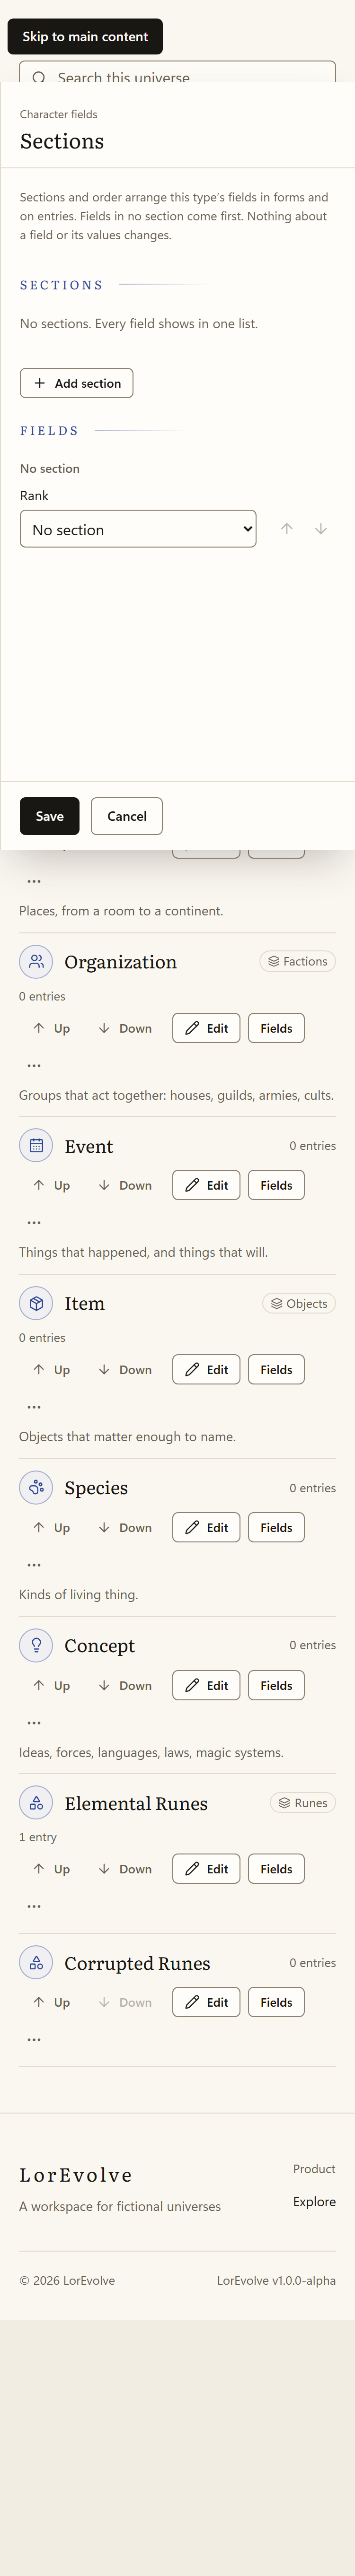 Skip to main content
Search this universe
Character fields
Sections
Sections and order arrange this type's fields in forms and
on entries. Fields in no section come first. Nothing about
a field or its values changes.
SECTIONS
No sections. Every field shows in one list.
Add section
FIELDS
No section
Rank
No section
Save Cancel
...
Places, from a room to a continent.
Organization Factions
0 entries
Up Down Edit Fields
...
Groups that act together: houses, guilds, armies, cults.
Event 0 entries
Up Down Edit Fields
...
Things that happened, and things that will.
Item Objects
0 entries
Up Down Edit Fields
...
Objects that matter enough to name.
Species 0 entries
Up Down Edit Fields
...
Kinds of living thing.
Concept 0 entries
Up Down Edit Fields
...
Ideas, forces, languages, laws, magic systems.
Elemental Runes Runes
1 entry
Up Down Edit Fields
...
Corrupted Runes 0 entries
Up Down Edit Fields
...
LorEvolve Product
A workspace for fictional universes Explore
© 2026 LorEvolve LorEvolve v1.0.0-alpha